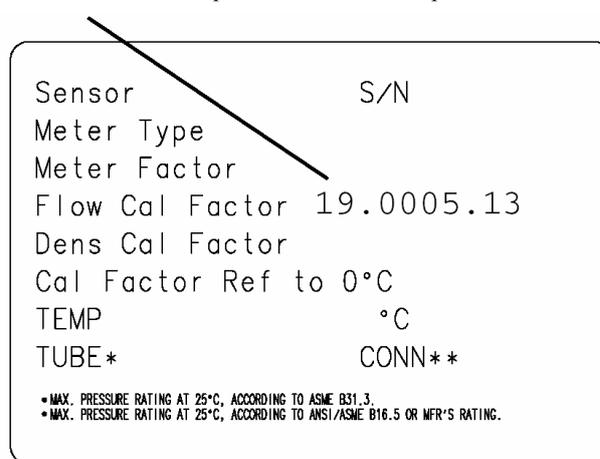 Sensor S/N
Meter Type
Meter Factor
Flow Cal Factor 19.0005.13
Dens Cal Factor
Cal Factor Ref to 0°C
TEMP °C
TUBE* CONN**
*MAX. PRESSURE RATING AT 25°C, ACCORDING TO ASME B31.3.
*MAX. PRESSURE RATING AT 25°C, ACCORDING TO ANSI/ASME B16.5 OR MFR'S RATING.